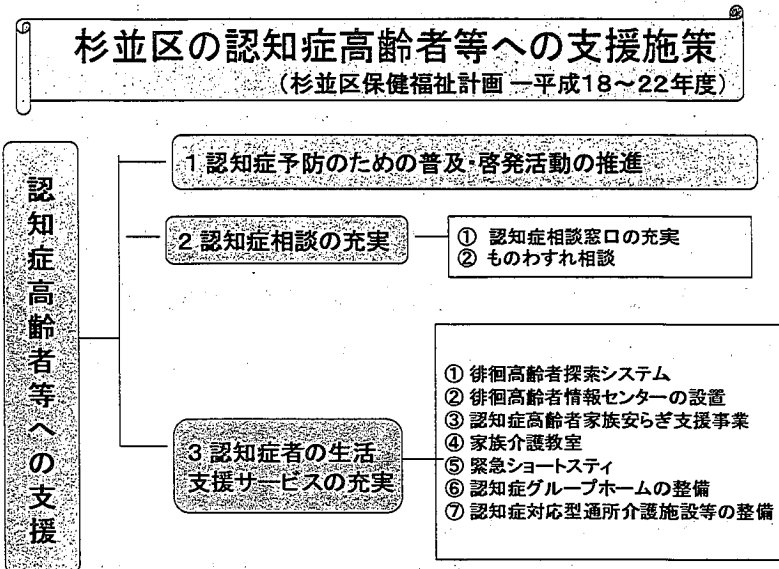 杉並区の認知症高齢者等への支援施策
(杉並区保健福祉計画 ―平成18～22年度)
認知症高齢者等への支援
1 認知症予防のための普及・啓発活動の推進
2 認知症相談の充実
① 認知症相談窓口の充実
② ものわすれ相談
3 認知症者の生活
支援サービスの充実
① 徘徊高齢者探索システム
② 徘徊高齢者情報センターの設置
③ 認知症高齢者家族安らぎ支援事業
④ 家族介護教室
⑤ 緊急ショートスティ
⑥ 認知症グループホームの整備
⑦ 認知症対応型通所介護施設等の整備